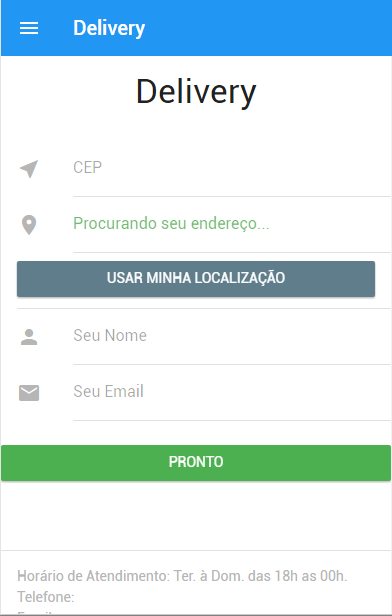 Delivery
Delivery
CEP
Procurando seu endereço...
USAR MINHA LOCALIZAÇÃO
Seu Nome
Seu Email
PRONTO
Horário de Atendimento: Ter. à Dom. das 18h as 00h.
Telefone: